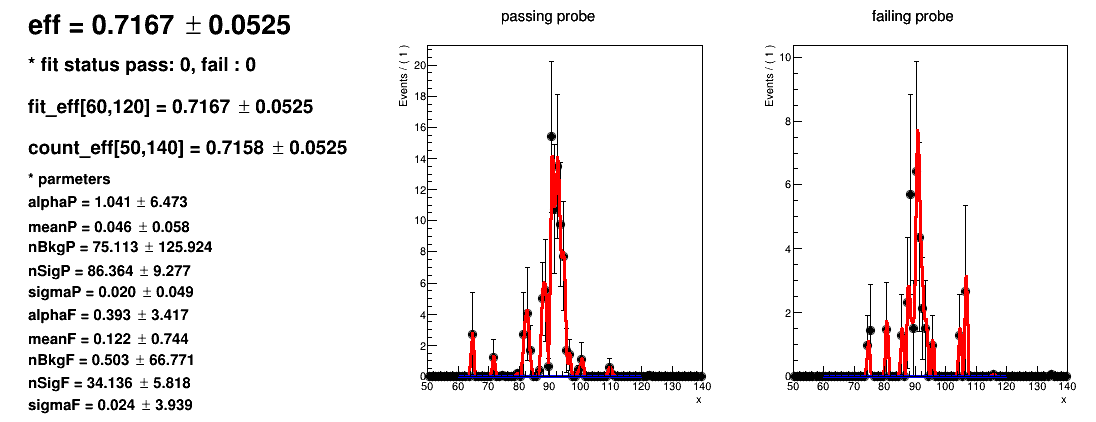 eff = 0.7167 ± 0.0525
* fit status pass: 0, fail : 0
fit_eff[60,120] = 0.7167 ± 0.0525
count_eff[50,140] = 0.7158 ± 0.0525
* parmeters
alphaP = 1.041 ± 6.473
meanP = 0.046 ± 0.058
nBkgP = 75.113 ± 125.924
nSigP = 86.364 ± 9.277
sigmaP = 0.020 ± 0.049
alphaF = 0.393 ± 3.417
meanF = 0.122 ± 0.744
nBkgF = 0.503 ± 66.771
nSigF = 34.136 ± 5.818
sigmaF = 0.024 ± 3.939
passing probe
Events / ( 1 )
20
18
16
14
12
10
8
6
4
2
0
50 60 70 80 90 100 110 120 130 140
x
failing probe
Events / ( 1 )
10
8
6
4
2
0
50 60 70 80 90 100 110 120 130 140
x